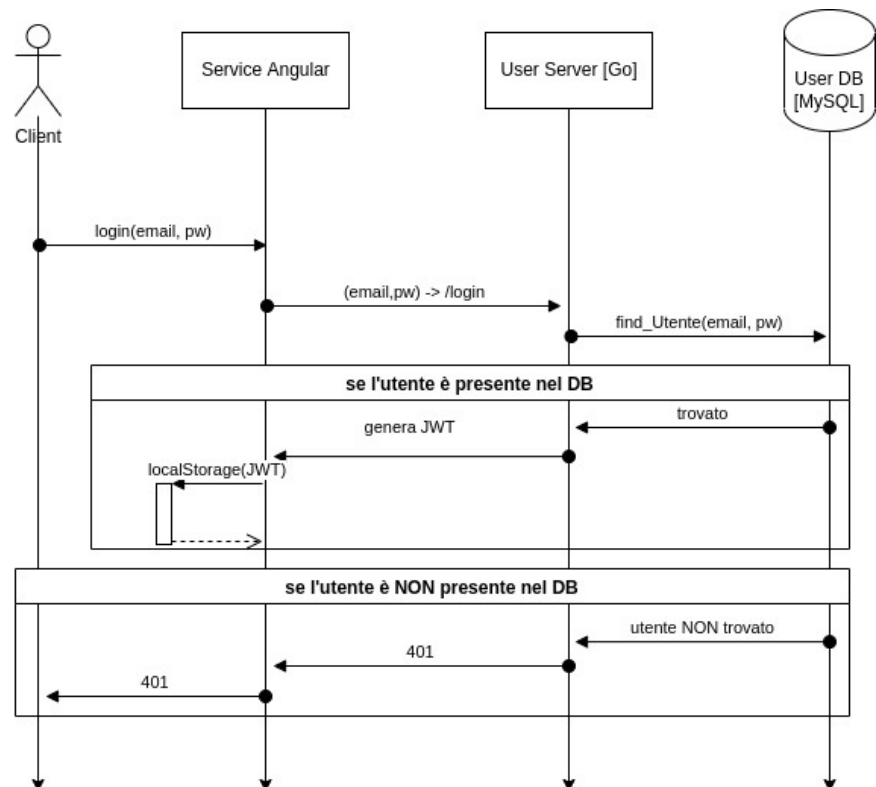 Client
Service Angular
User Server [Go]
User DB
[MySQL]
login(email, pw)
(email,pw) -> /login
find_Utente(email, pw)
se l'utente è presente nel DB
trovato
genera JWT
localStorage(JWT)
se l'utente è NON presente nel DB
utente NON trovato
401
401